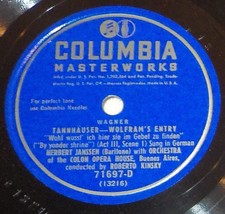 COLUMBIA
MASTERWORKS
For perfect tone
use Columbia Needles
WAGNER
TANNHAUSER—WOLFRAM'S ENTRY
"Wohl wusst' ich hier sie im Gebet zu finden"
("By yonder shrine") (Act III, Scene 1) Sung in German
HERBERT JANSSEN (Baritone) with ORCHESTRA
of the COLON OPERA HOUSE, Buenos Aires,
conducted by ROBERTO KINSKY
71697-D
(13216)